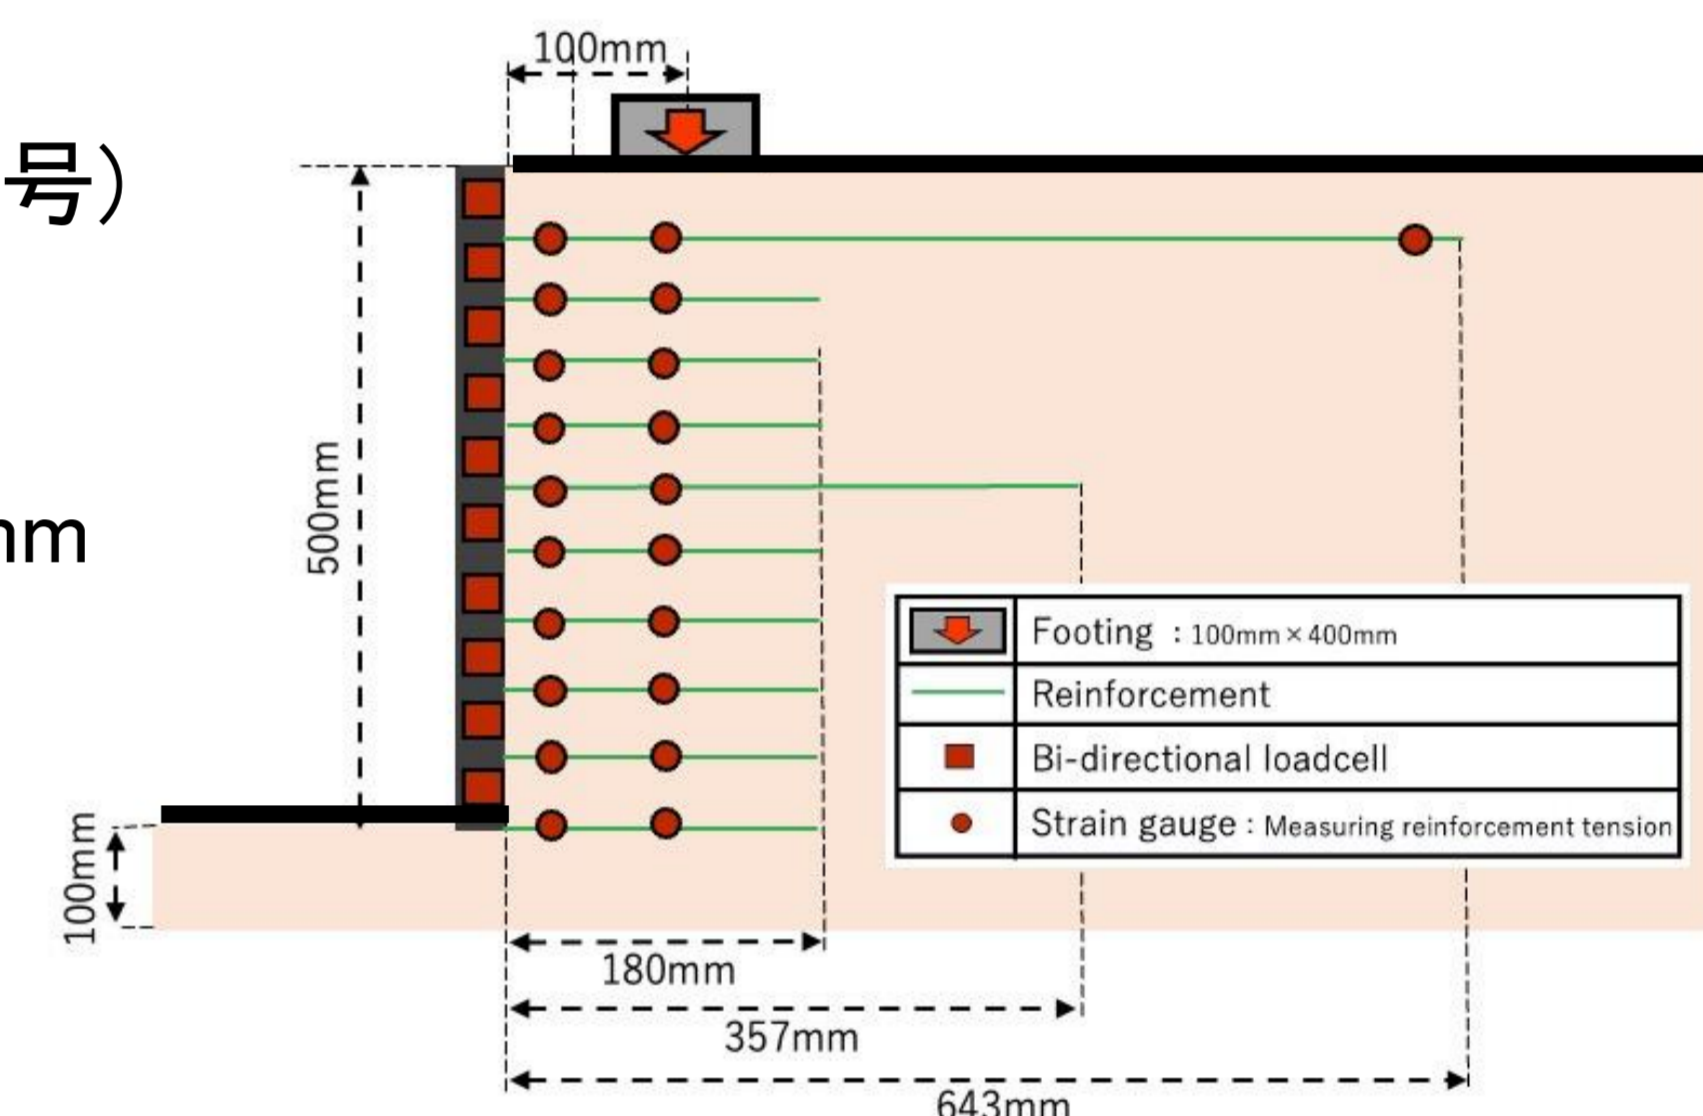 100mm
号）
500mm
mm
100mm
180mm
357mm
643mm
Footing : 100mm×400mm
Reinforcement
Bi-directional loadcell
Strain gauge : Measuring reinforcement tension